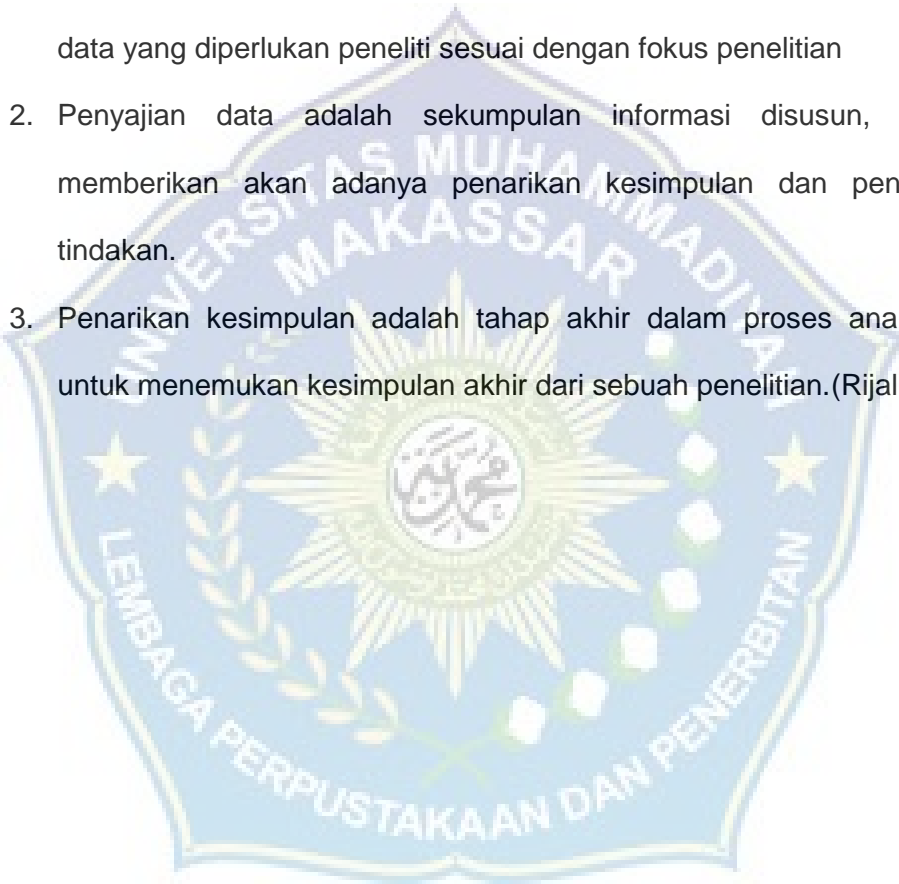 data yang diperlukan peneliti sesuai dengan fokus penelitian
2. Penyajian data adalah sekumpulan informasi disusun,
memberikan akan adanya penarikan kesimpulan dan pen
tindakan.
3. Penarikan kesimpulan adalah tahap akhir dalam proses ana
untuk menemukan kesimpulan akhir dari sebuah penelitian.(Rijal
UNIVERSITAS MUHAMMADIYAH
MAKASSAR
محمدية
LEMBAGA PERPUSTAKAAN DAN PENERBITAN